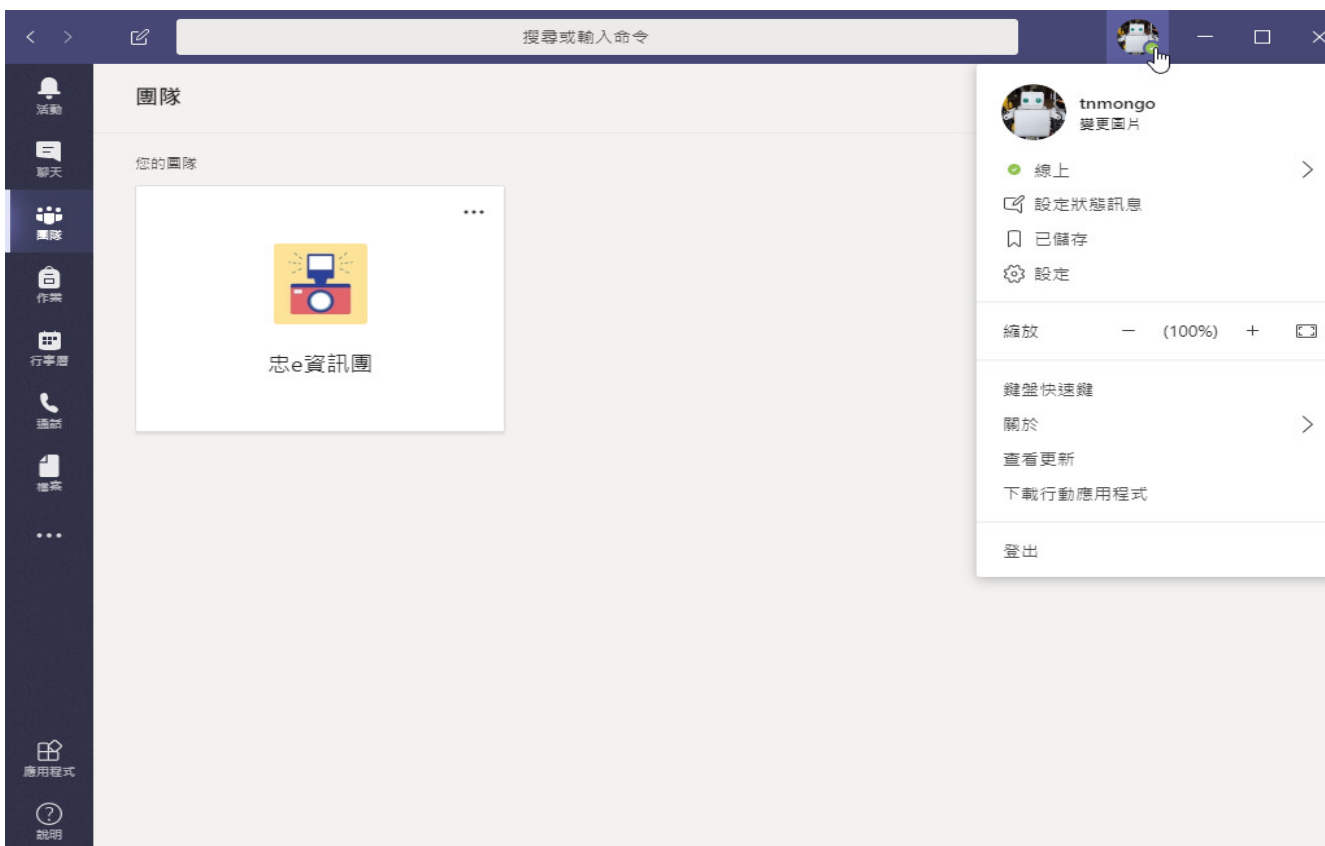 搜尋或輸入命令
活動
聊天
團隊
作業
行事曆
通話
檔案
應用程式
說明
團隊
您的團隊
忠e資訊團
tnmongo
變更圖片
線上
設定狀態訊息
已儲存
設定
縮放 − (100%) +
鍵盤快速鍵
關於
查看更新
下載行動應用程式
登出